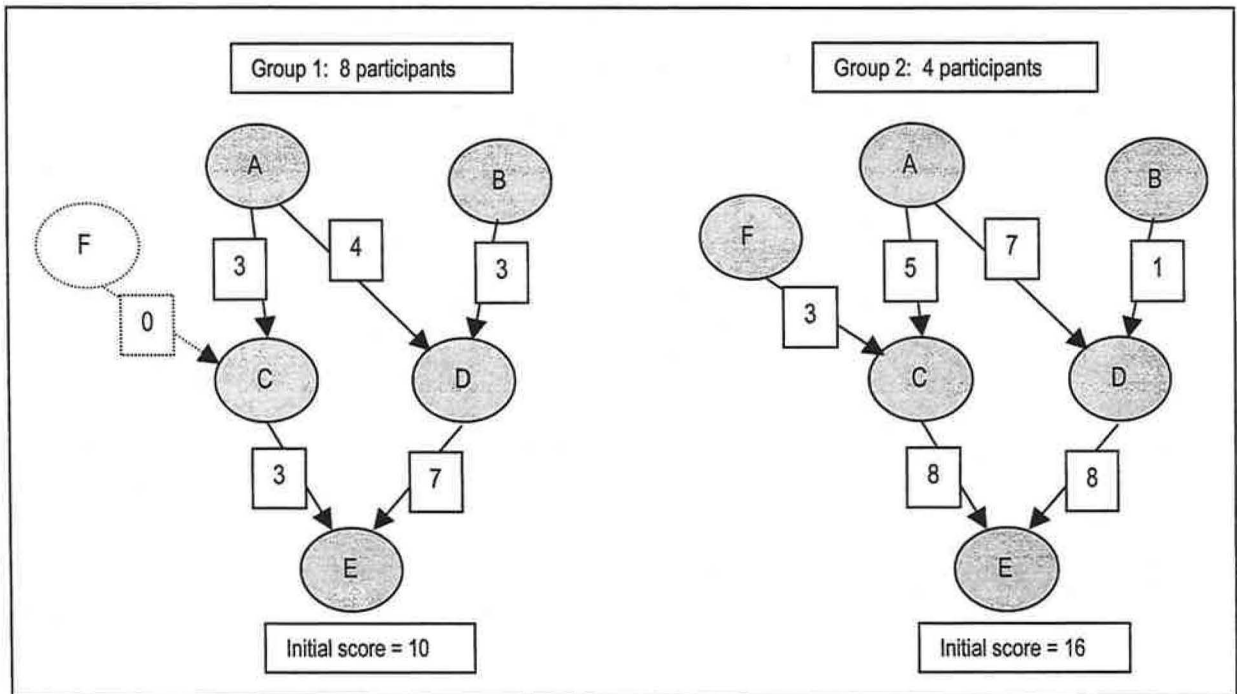 Group 1: 8 participants
A
B
F
3
4
3
0
C
D
3
7
E
Initial score = 10
Group 2: 4 participants
A
B
F
5
7
1
3
C
D
8
8
E
Initial score = 16